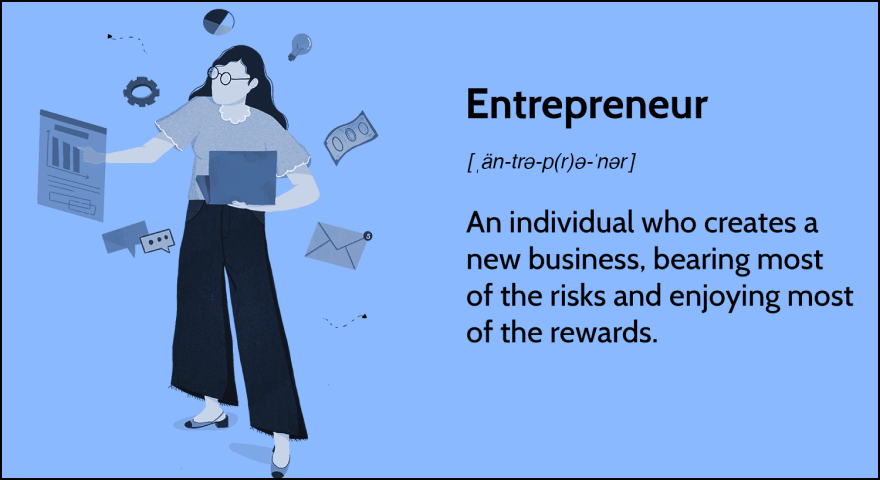 Entrepreneur
[ˌän-trə-p(r)ə-ˈnər]
An individual who creates a
new business, bearing most
of the risks and enjoying most
of the rewards.